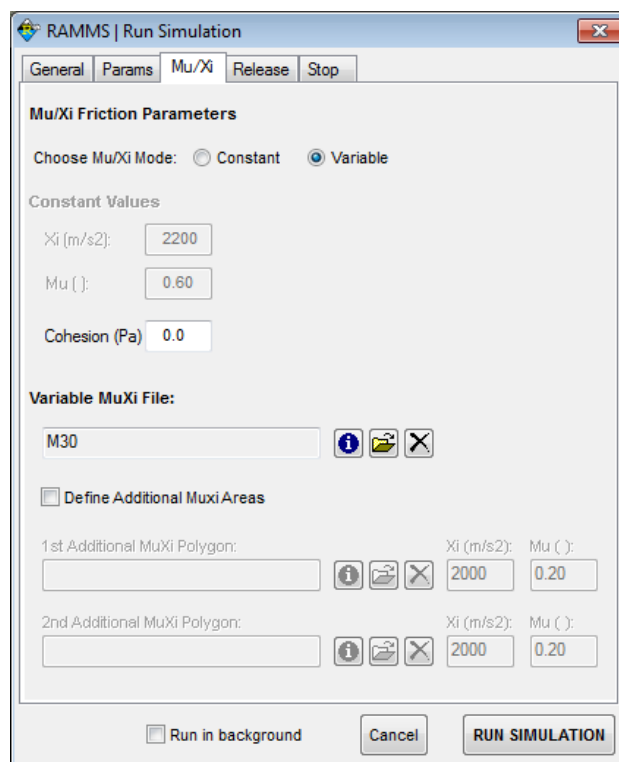 RAMMS | Run Simulation
General Params Mu/Xi Release Stop
Mu/Xi Friction Parameters
Choose Mu/Xi Mode: Constant Variable
Constant Values
Xi (m/s2): 2200
Mu ( ): 0.60
Cohesion (Pa) 0.0
Variable MuXi File:
M30
Define Additional Muxi Areas
1st Additional MuXi Polygon: Xi (m/s2): Mu ( ):
2000 0.20
2nd Additional MuXi Polygon: Xi (m/s2): Mu ( ):
2000 0.20
Run in background Cancel RUN SIMULATION